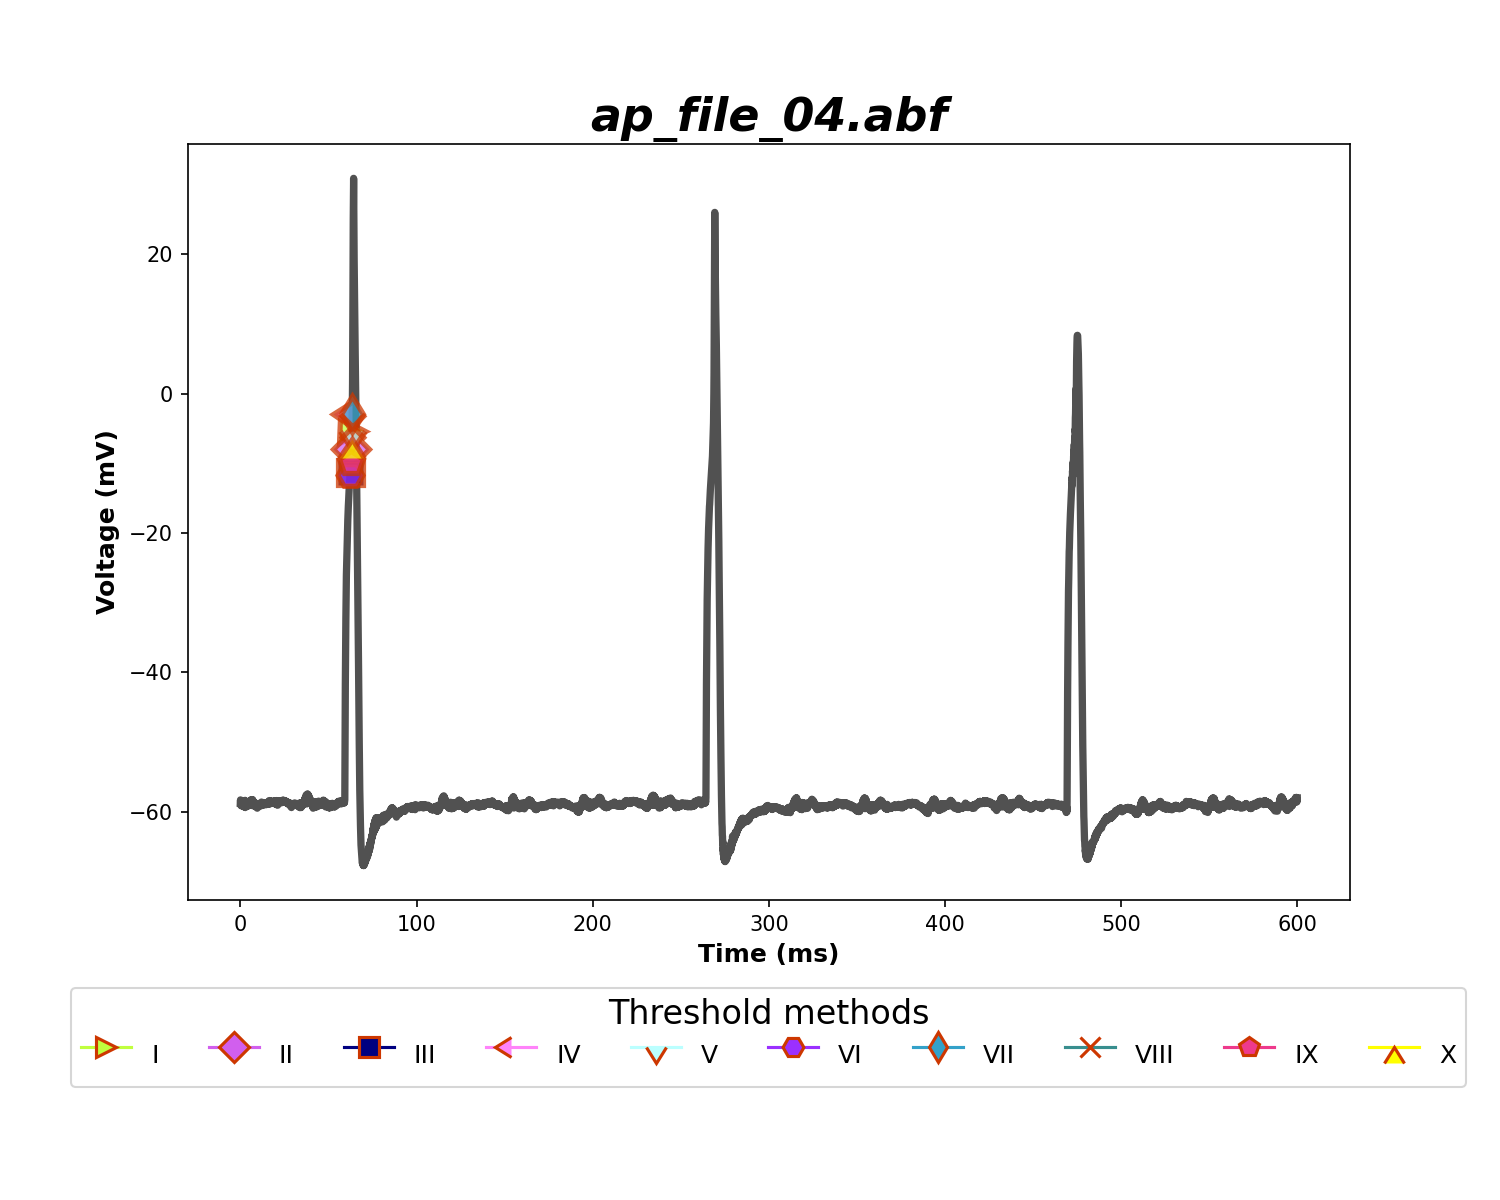 ap_file_04.abf
20
0
−20
−40
−60
Voltage (mV)
0 100 200 300 400 500 600
Time (ms)
Threshold methods
I II III IV V VI VII VIII IX X